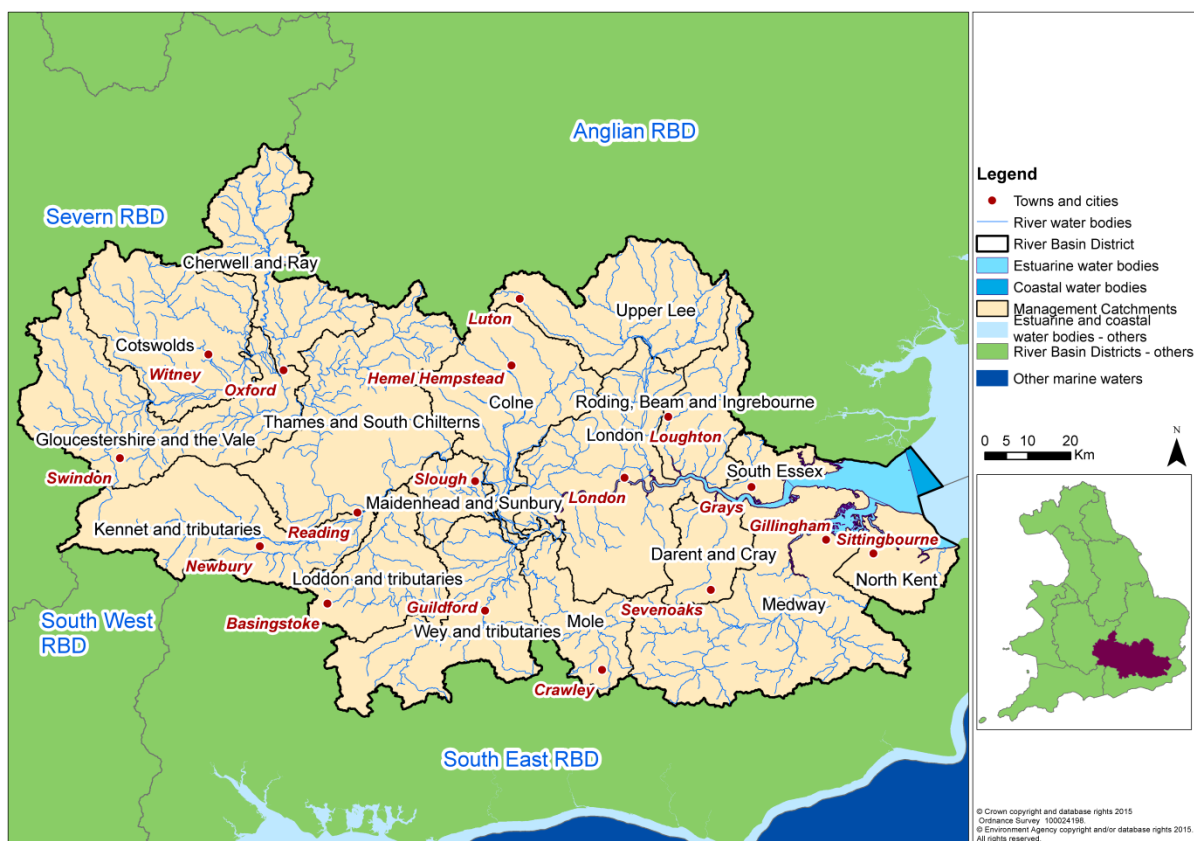 Anglian RBD
Severn RBD
Cherwell and Ray
Luton
Upper Lee
Cotswolds
Witney
Oxford
Hemel Hempstead
Colne
Roding, Beam and Ingrebourne
Thames and South Chilterns
London
Loughton
Gloucestershire and the Vale
Swindon
Slough
South Essex
London
Grays
Maidenhead and Sunbury
Kennet and tributaries
Reading
Gillingham
Sittingbourne
Newbury
Darent and Cray
North Kent
Loddon and tributaries
Basingstoke
Guildford
Sevenoaks
Medway
Wey and tributaries
Mole
South West
RBD
Crawley
South East RBD
Legend
Towns and cities
River water bodies
River Basin District
Estuarine water bodies
Coastal water bodies
Management Catchments
Estuarine and coastal
water bodies - others
River Basin Districts - others
Other marine waters
N
0 5 10 20
Km
© Crown copyright and database rights 2015
Ordnance Survey 100024198.
© Environment Agency copyright and/or database rights 2015.
All rights reserved.